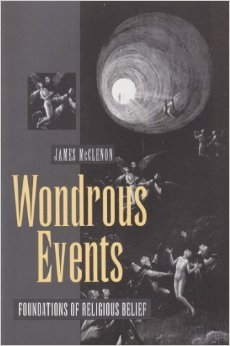 JAMES McCLENON
Wondrous
Events
FOUNDATIONS OF RELIGIOUS BELIEF